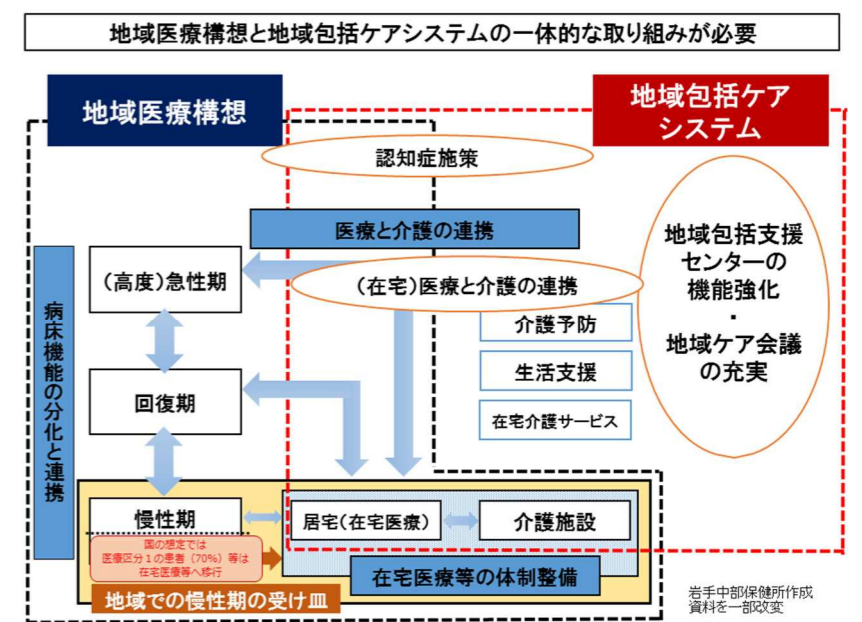 地域医療構想と地域包括ケアシステムの一体的な取り組みが必要
地域医療構想
地域包括ケア
システム
認知症施策
医療と介護の連携
地域包括支援
センターの
機能強化
・
地域ケア会議
の充実
病床機能の分化と連携
(高度)急性期
(在宅)医療と介護の連携
介護予防
生活支援
回復期
在宅介護サービス
慢性期
居宅(在宅医療)
介護施設
国の想定では
医療区分1の患者(70%)等は
在宅医療等へ移行
在宅医療等の体制整備
地域での慢性期の受け皿
岩手中部保健所作成
資料を一部改変